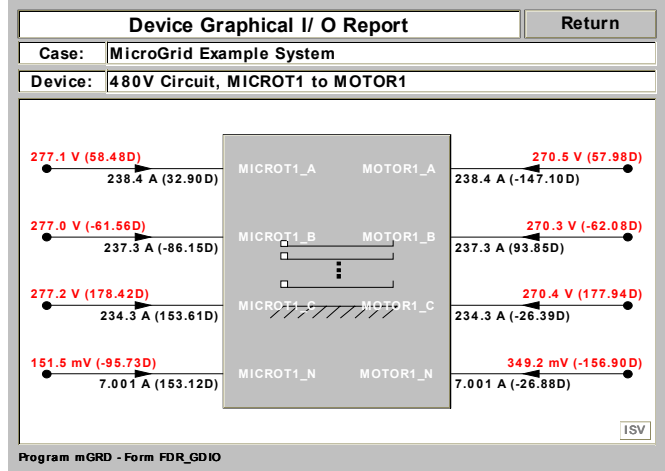 Device Graphical I/ O Report
Return
Case:
MicroGrid Example System
Device:
480V Circuit, MICROT1 to MOTOR1
277.1 V (58.48D)
270.5 V (57.98D)
MICROT1_A
MOTOR1_A
238.4 A (32.90D)
238.4 A (-147.10D)
277.0 V (-61.56D)
270.3 V (-62.08D)
MICROT1_B
MOTOR1_B
237.3 A (-86.15D)
237.3 A (93.85D)
277.2 V (178.42D)
270.4 V (177.94D)
MICROT1_C
MOTOR1_C
234.3 A (153.61D)
234.3 A (-26.39D)
151.5 mV (-95.73D)
349.2 mV (-156.90D)
MICROT1_N
MOTOR1_N
7.001 A (153.12D)
7.001 A (-26.88D)
ISV
Program mGRD - Form FDR_GDIO